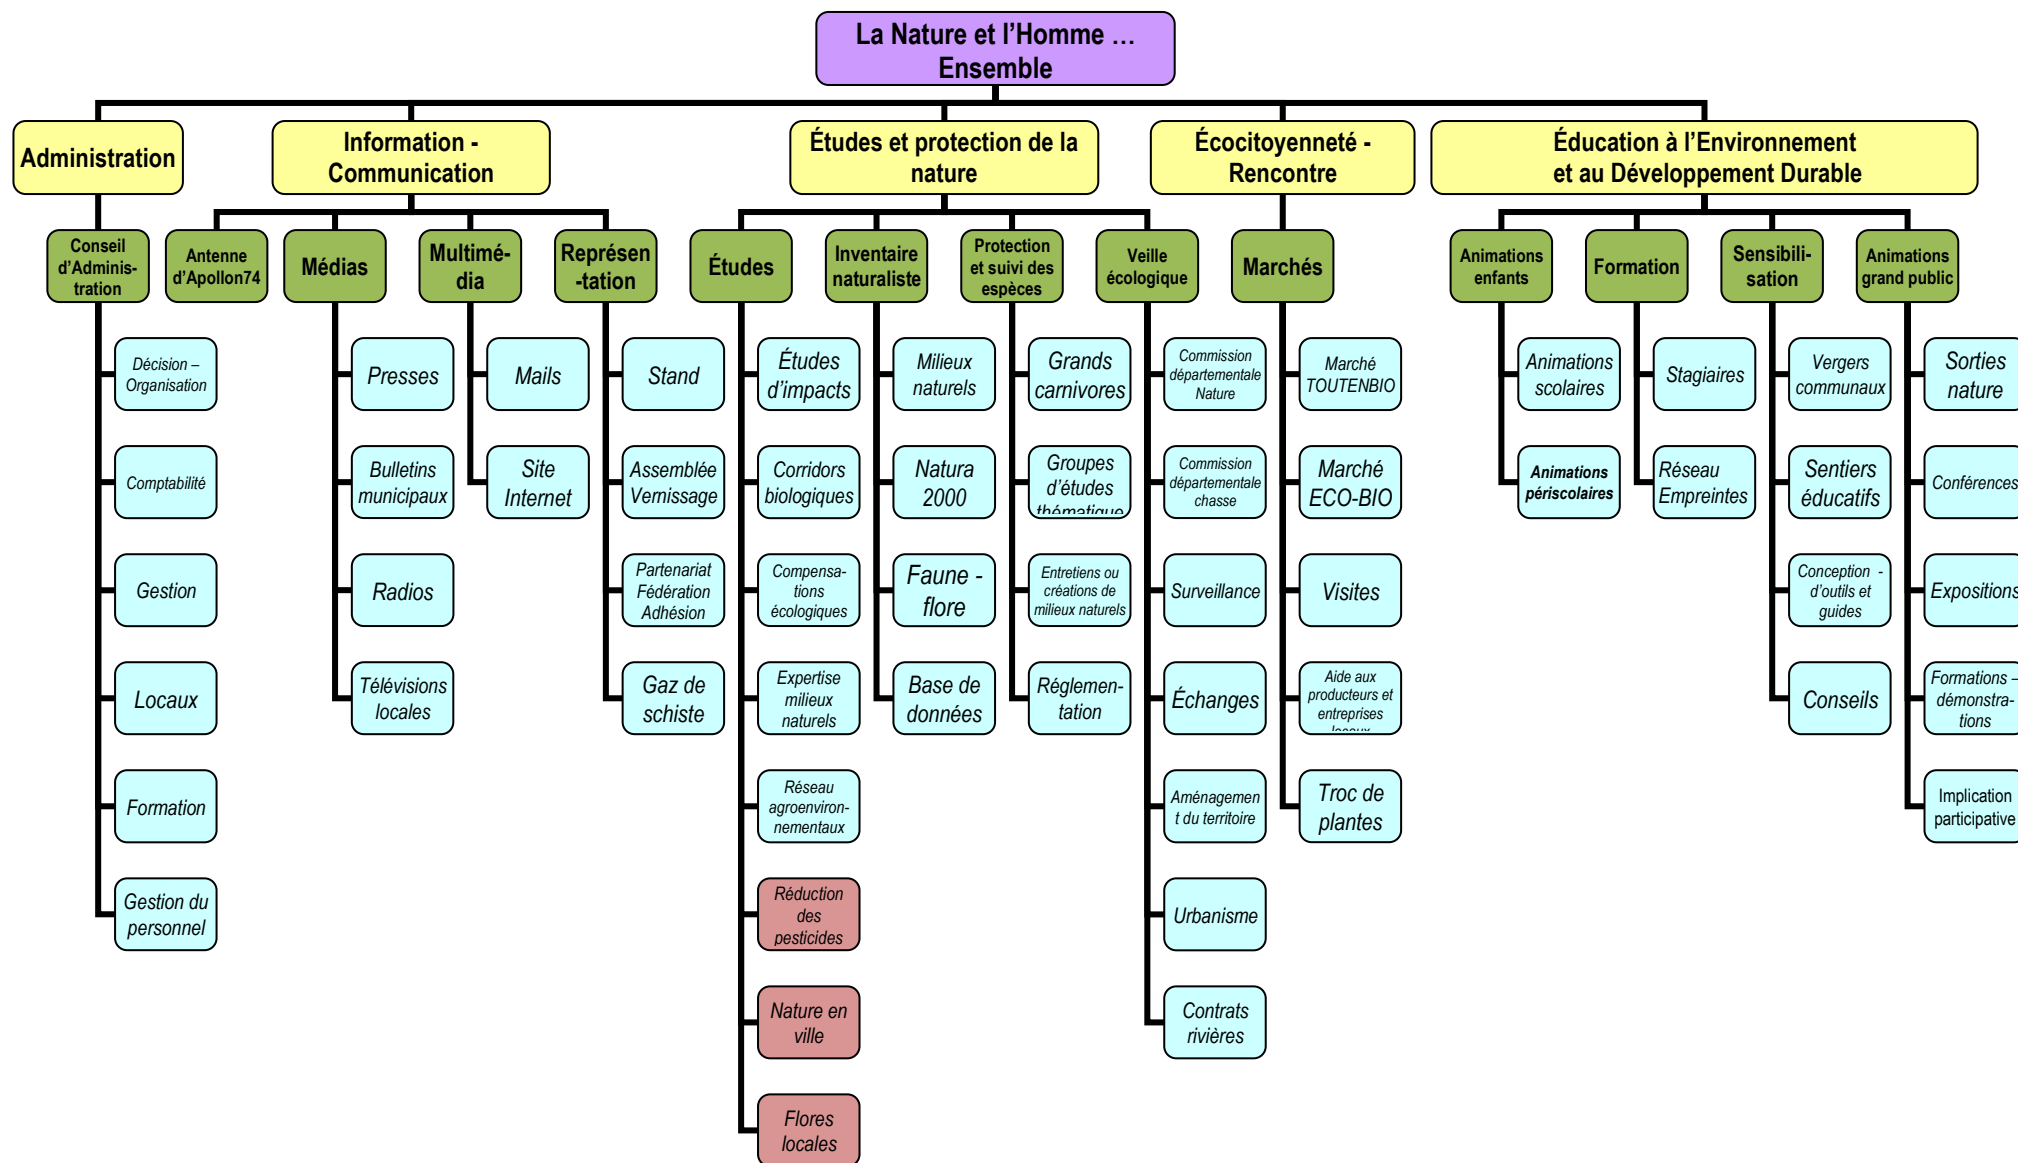 La Nature et l’Homme …
Ensemble
Administration
Information -
Communication
Études et protection de la
nature
Écocitoyenneté -
Rencontre
Éducation à l’Environnement
et au Développement Durable
Conseil
d’Adminis-
tration
Antenne
d’Apollon74
Médias
Multimé-
dia
Représen
-tation
Études
Inventaire
naturaliste
Protection
et suivi des
espèces
Veille
écologique
Marchés
Animations
enfants
Formation
Sensibili-
sation
Animations
grand public
Décision –
Organisation
Comptabilité
Gestion
Locaux
Formation
Gestion du
personnel
Presses
Bulletins
municipaux
Radios
Télévisions
locales
Mails
Site
Internet
Stand
Assemblée
Vernissage
Partenariat
Fédération
Adhésion
Gaz de
schiste
Études
d’impacts
Corridors
biologiques
Compensa-
tions
écologiques
Expertise
milieux
naturels
Réseau
agroenviron-
nementaux
Réduction
des
pesticides
Nature en
ville
Flores
locales
Milieux
naturels
Natura
2000
Faune -
flore
Base de
données
Grands
carnivores
Groupes
d’études
thématique
Entretiens ou
créations de
milieux naturels
Réglemen-
tation
Commission
départementale
Nature
Commission
départementale
chasse
Surveillance
Échanges
Aménagemen
t du territoire
Urbanisme
Contrats
rivières
Marché
TOUTENBIO
Marché
ECO-BIO
Visites
Aide aux
producteurs et
entreprises
locaux
Troc de
plantes
Animations
scolaires
Animations
périscolaires
Stagiaires
Réseau
Empreintes
Vergers
communaux
Sentiers
éducatifs
Conception -
d’outils et
guides
Conseils
Sorties
nature
Conférences
Expositions
Formations –
démonstra-
tions
Implication
participative